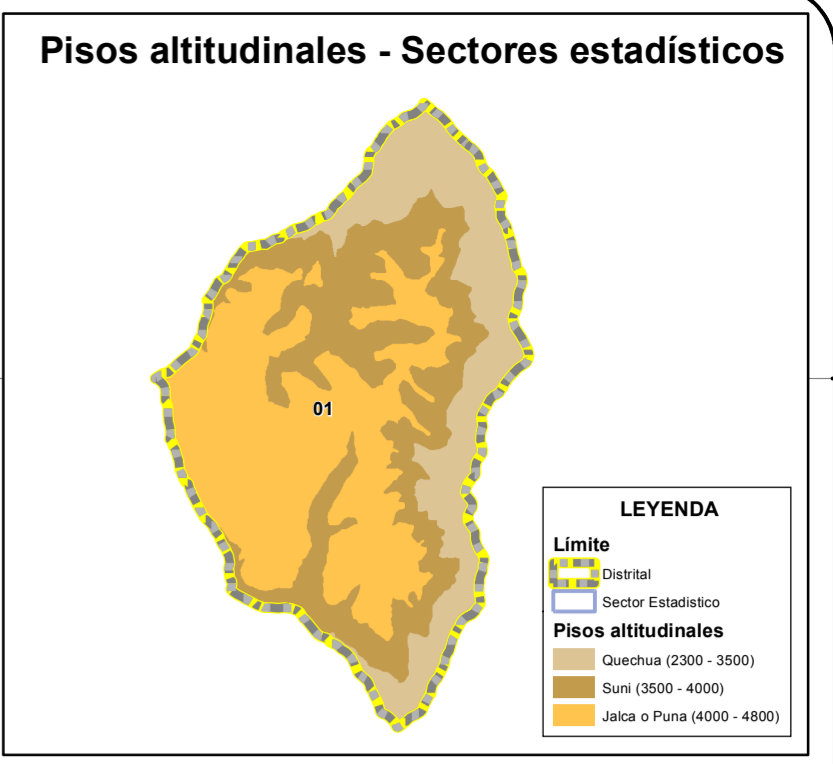 Pisos altitudinales - Sectores estadísticos
01
LEYENDA
Límite
Distrital
Sector Estadistico
Pisos altitudinales
Quechua (2300 - 3500)
Suni (3500 - 4000)
Jalca o Puna (4000 - 4800)